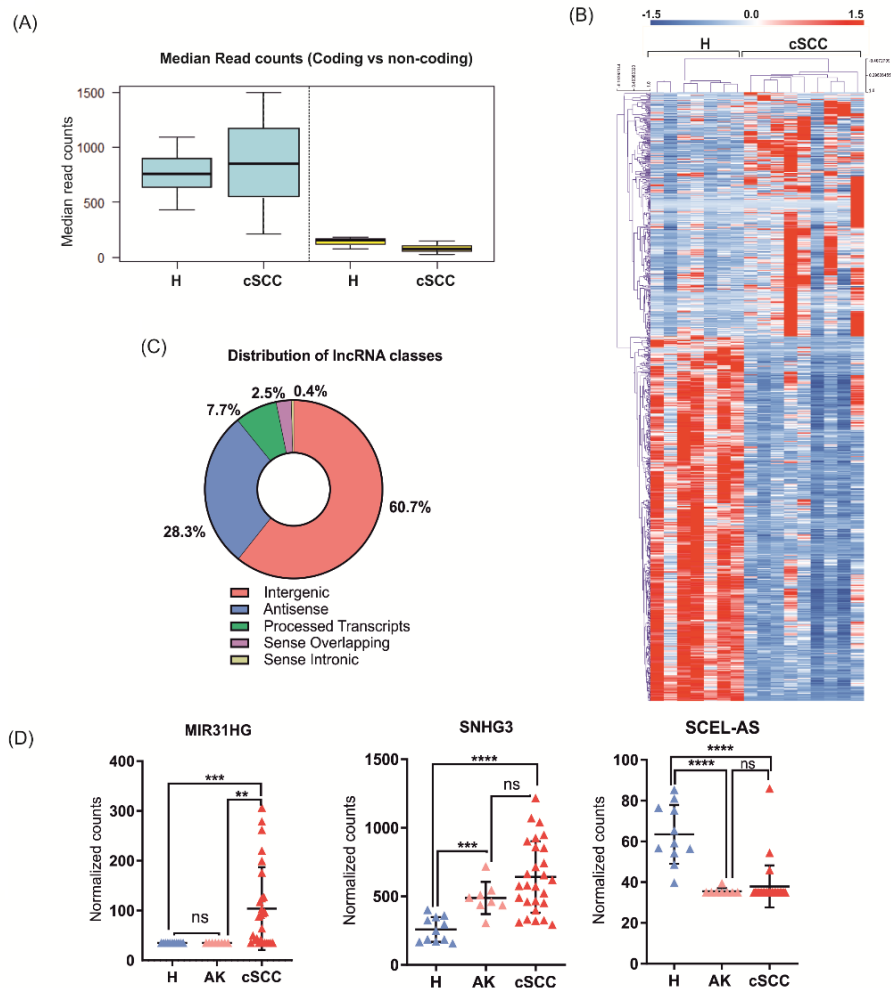 (A)
Median Read counts (Coding vs non-coding)
Median read counts
1500
1000
500
0
H
cSCC
H
cSCC
(B)
-1.5
0.0
1.5
H
cSCC
(C)
Distribution of lncRNA classes
2.5%
0.4%
7.7%
28.3%
60.7%
Intergenic
Antisense
Processed Transcripts
Sense Overlapping
Sense Intronic
(D)
MIR31HG
Normalized counts
400
300
200
100
0
***
**
ns
H
AK
cSCC
SNHG3
Normalized counts
1500
1000
500
0
****
ns
***
H
AK
cSCC
SCEL-AS
Normalized counts
100
80
60
40
20
0
****
****
ns
H
AK
cSCC